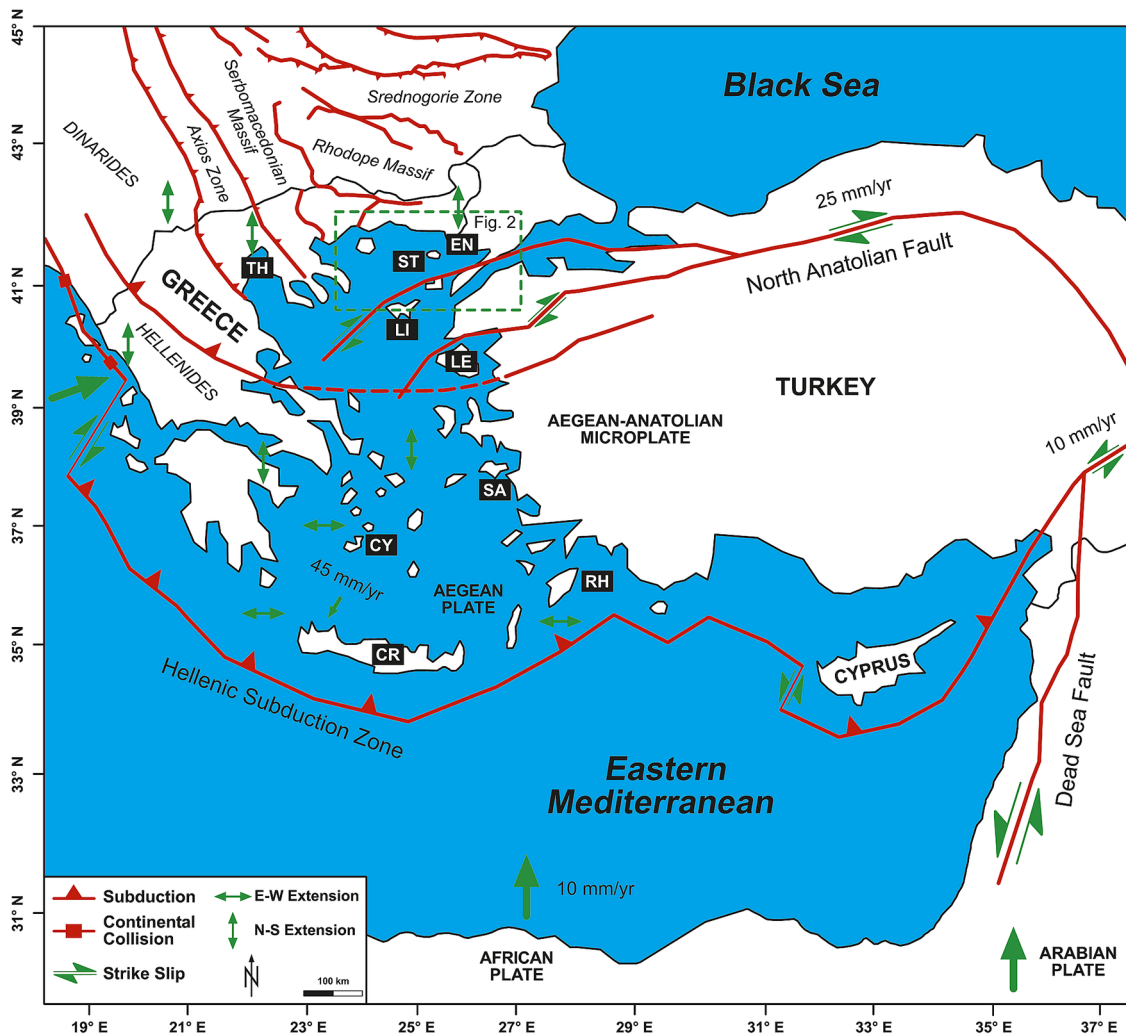 45° N
43° N
41° N
39° N
37° N
35° N
33° N
31° N
Black Sea
Srednogorie Zone
Serbomacedonian
Massif
DINARIDES
Axios Zone
Rhodope Massif
25 mm/yr
Fig. 2
EN
ST
TH
North Anatolian Fault
GREECE
LI
HELLENIDES
LE
TURKEY
AEGEAN-ANATOLIAN
MICROPLATE
10 mm/yr
SA
CY
45 mm/yr
AEGEAN
PLATE
RH
CR
CYPRUS
Hellenic Subduction Zone
Dead Sea Fault
Eastern
Mediterranean
10 mm/yr
AFRICAN
PLATE
ARABIAN
PLATE
Subduction
E-W Extension
Continental
Collision
N-S Extension
Strike Slip
N
100 km
19° E
21° E
23° E
25° E
27° E
29° E
31° E
33° E
35° E
37° E